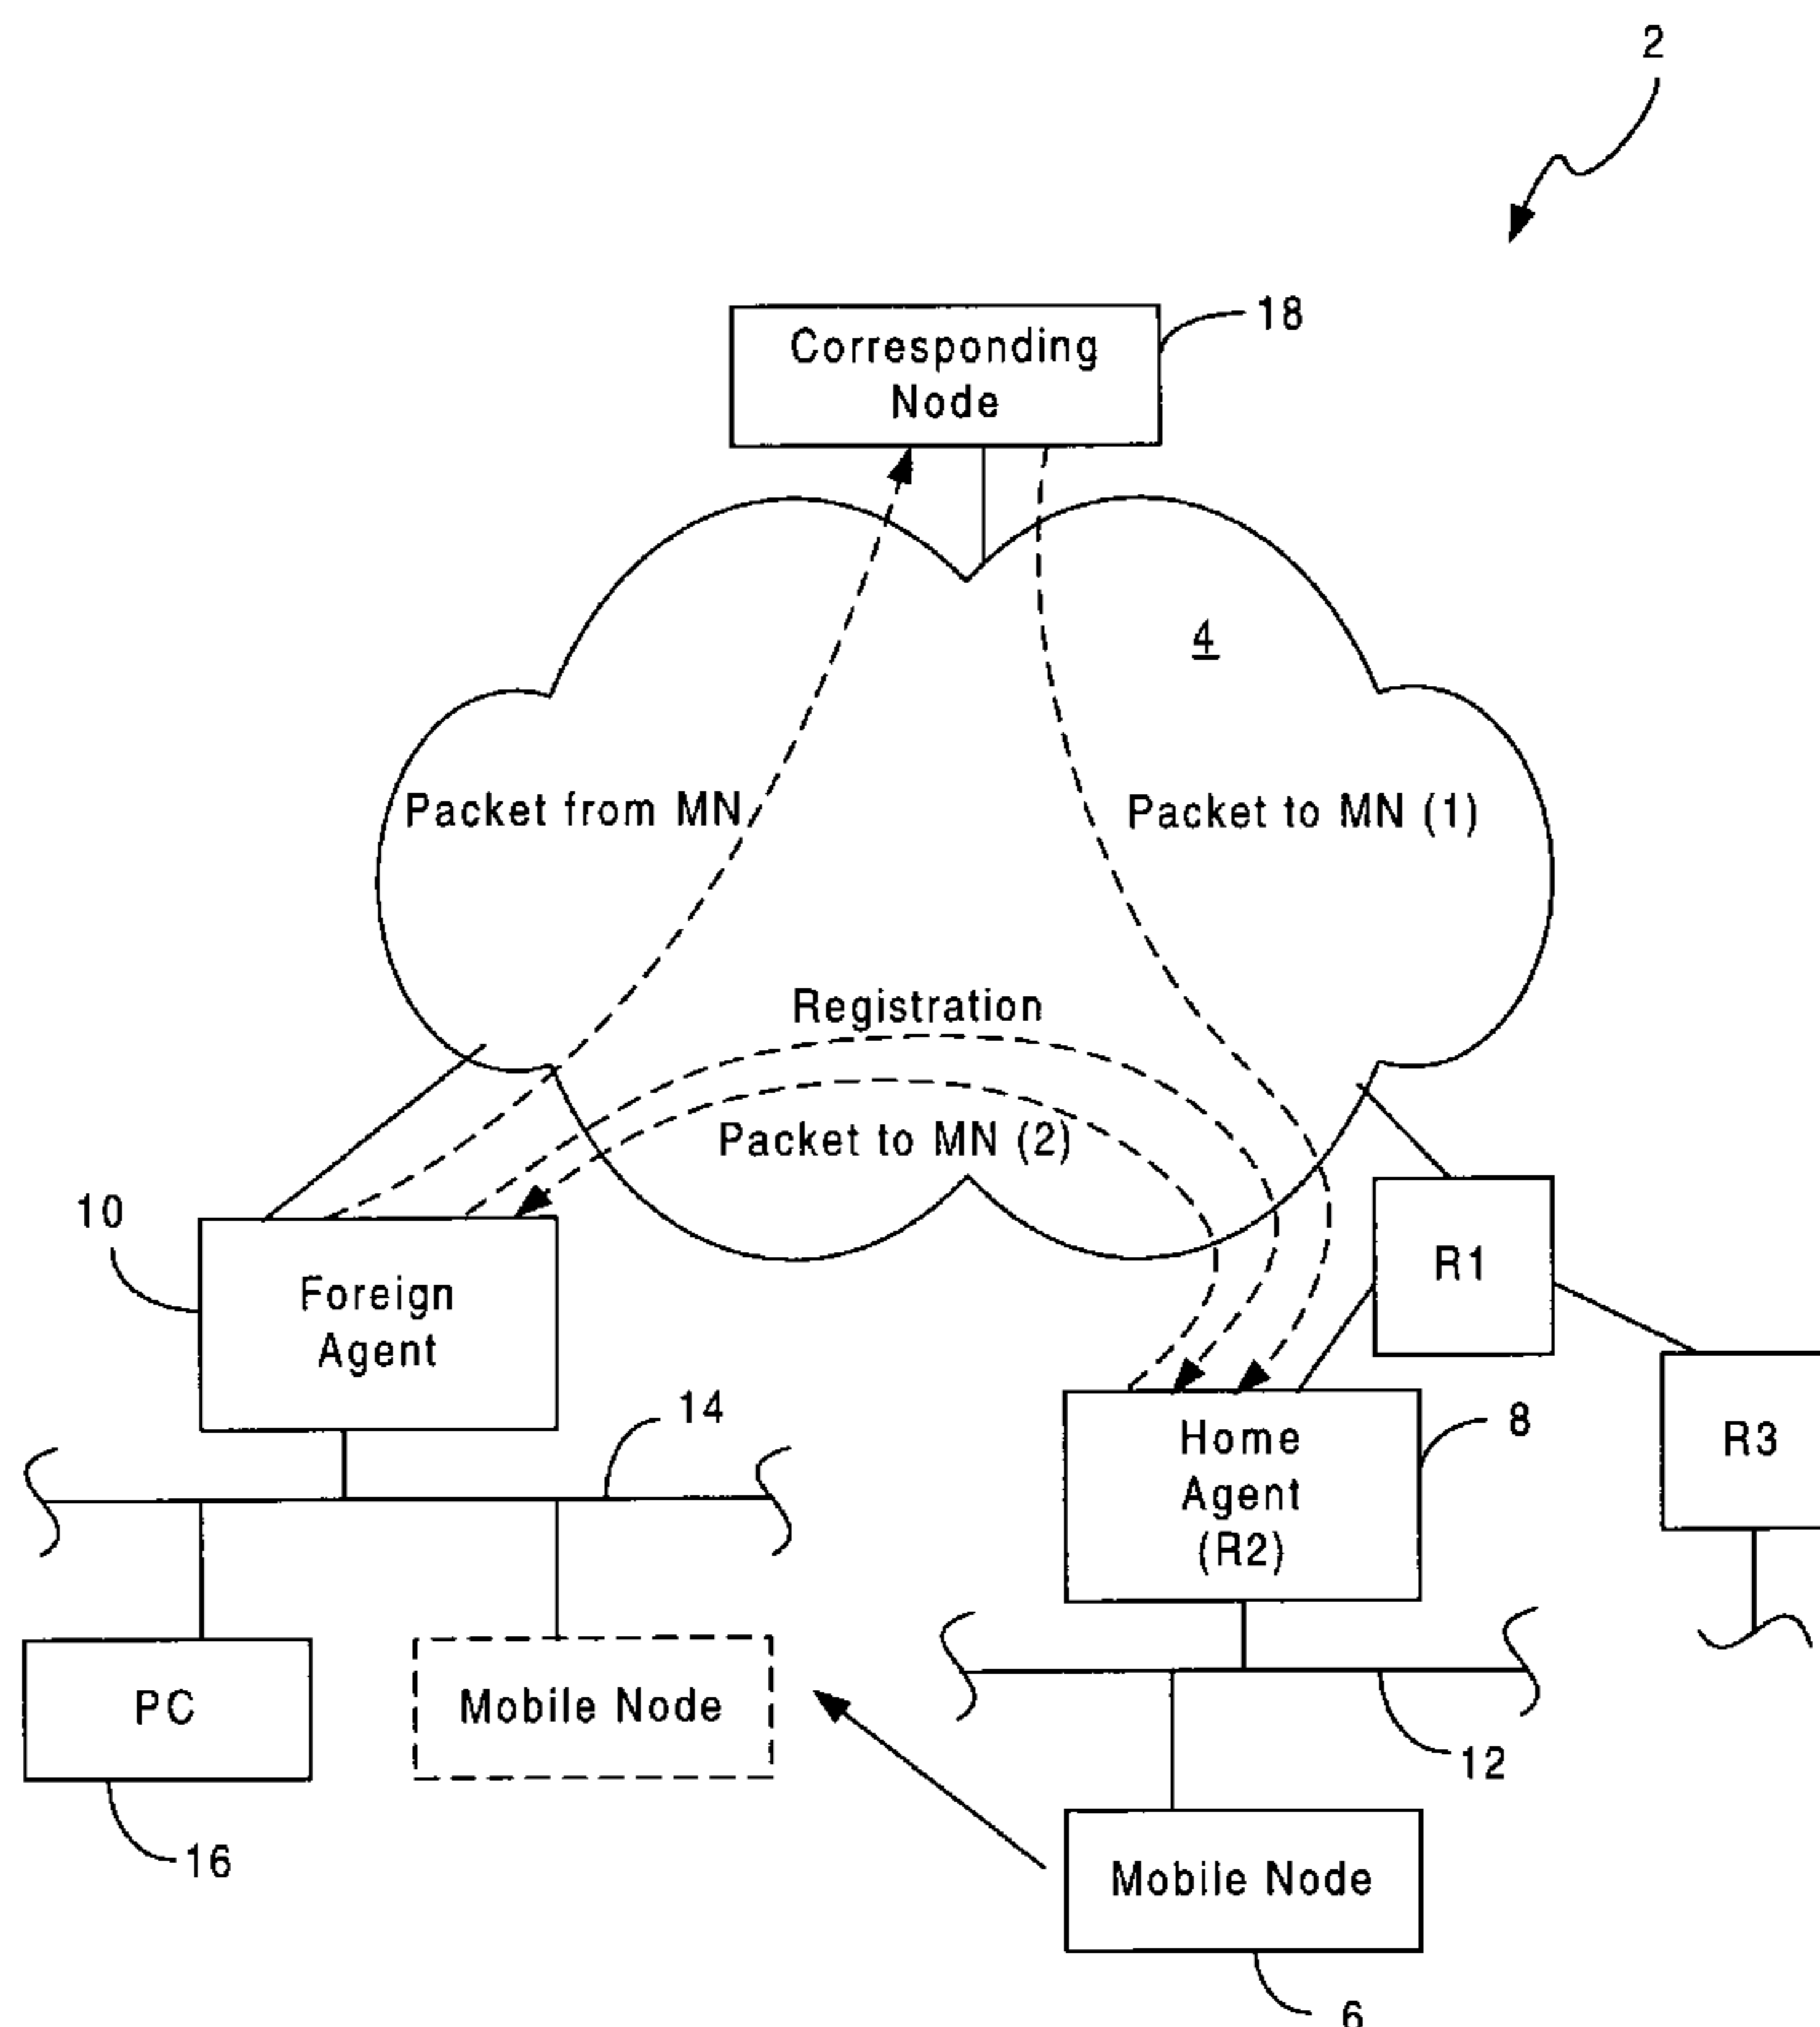 2
18
Corresponding
Node
4
Packet from MN
Packet to MN (1)
Registration
Packet to MN (2)
10
Foreign
Agent
R1
14
8
Home
Agent
(R2)
R3
PC
Mobile Node
12
16
Mobile Node
6